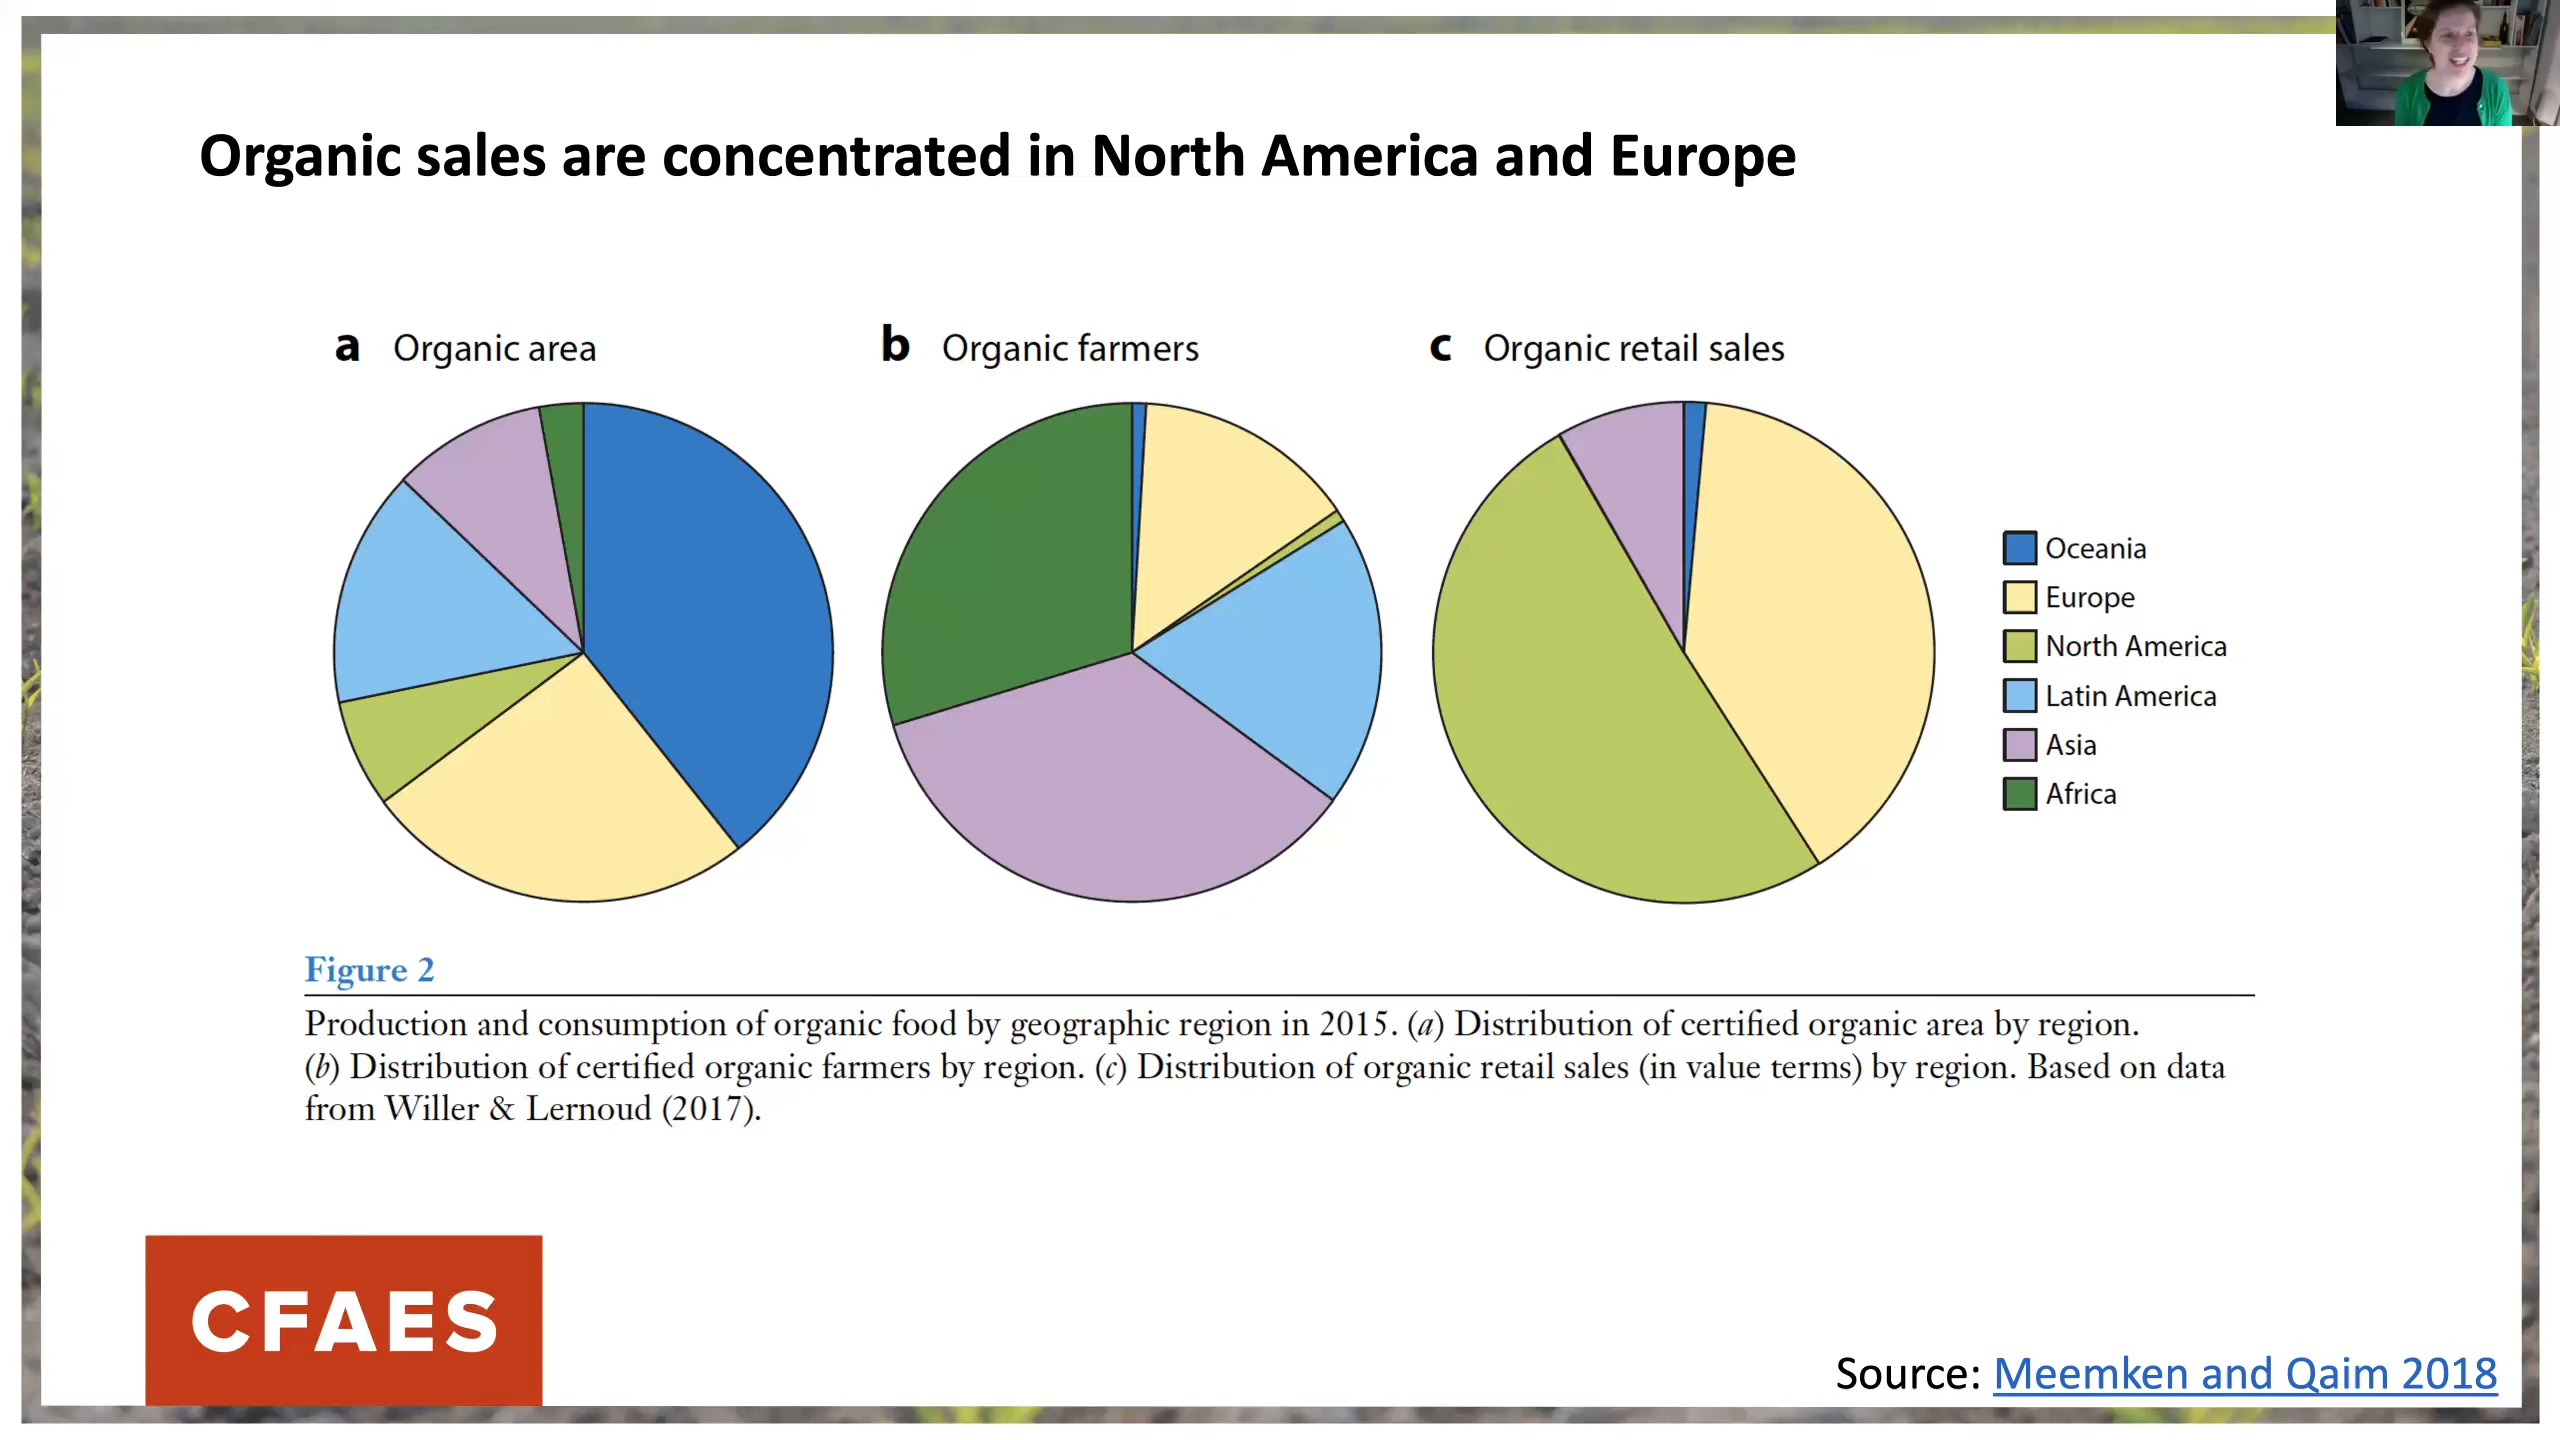 Organic sales are concentrated in North America and Europe
a Organic area
b Organic farmers
c Organic retail sales
Oceania
Europe
North America
Latin America
Asia
Africa
Figure 2
Production and consumption of organic food by geographic region in 2015. (a) Distribution of certified organic area by region.
(b) Distribution of certified organic farmers by region. (c) Distribution of organic retail sales (in value terms) by region. Based on data
from Willer & Lernoud (2017).
CFAES
Source: Meemken and Qaim 2018